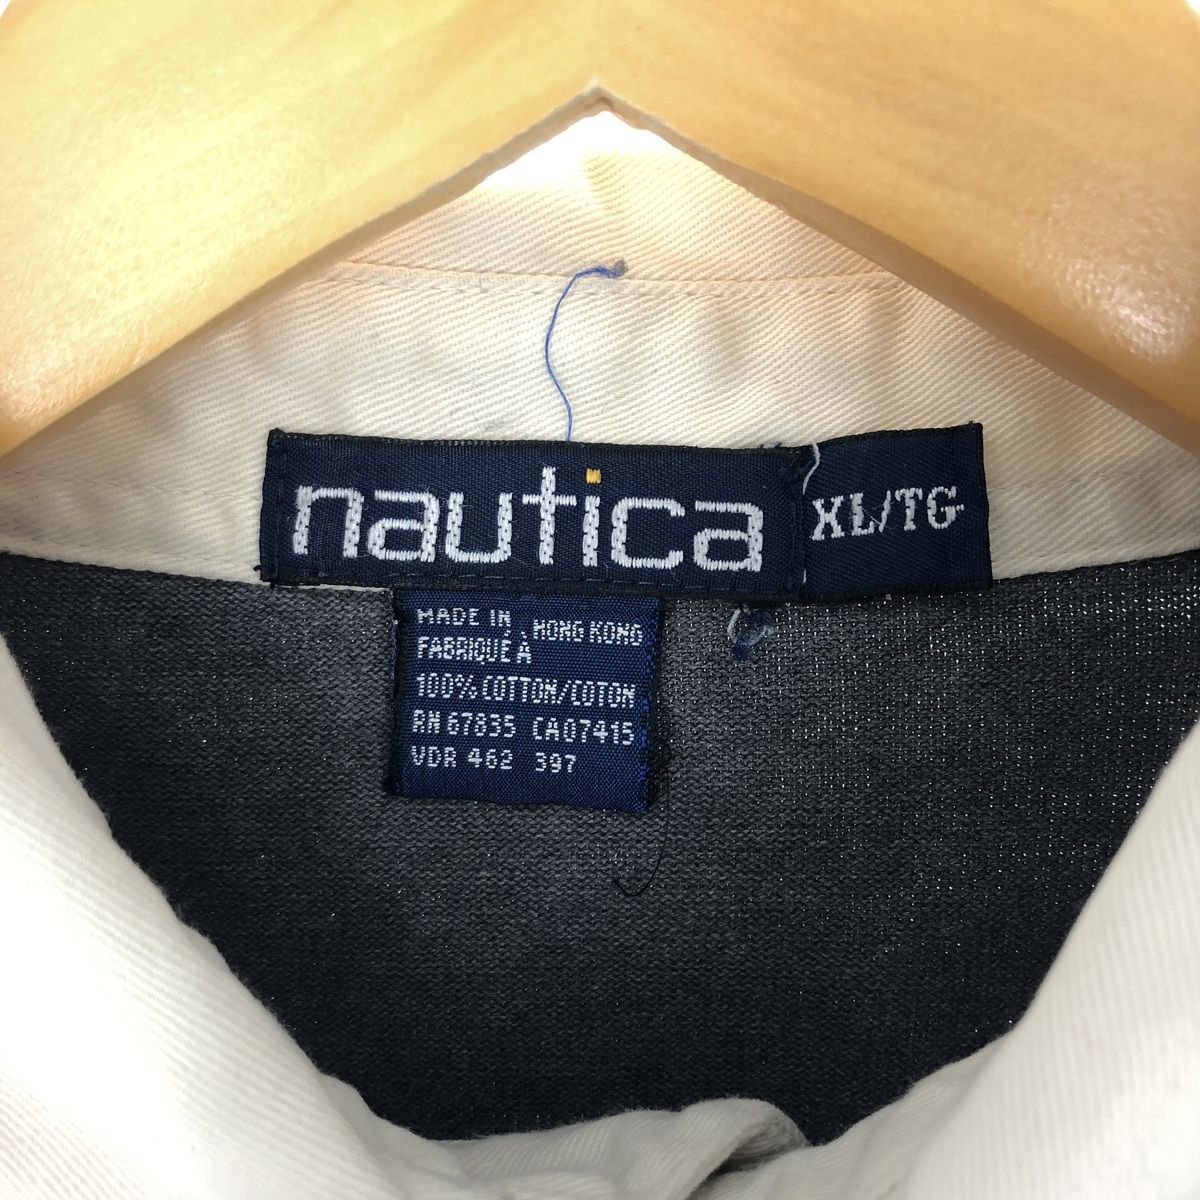 nautica
XL/TG
MADE IN HONG KONG
FABRIQUÉ À
100% COTTON/COTON
RN 67835 CA07415
VDR 462 397